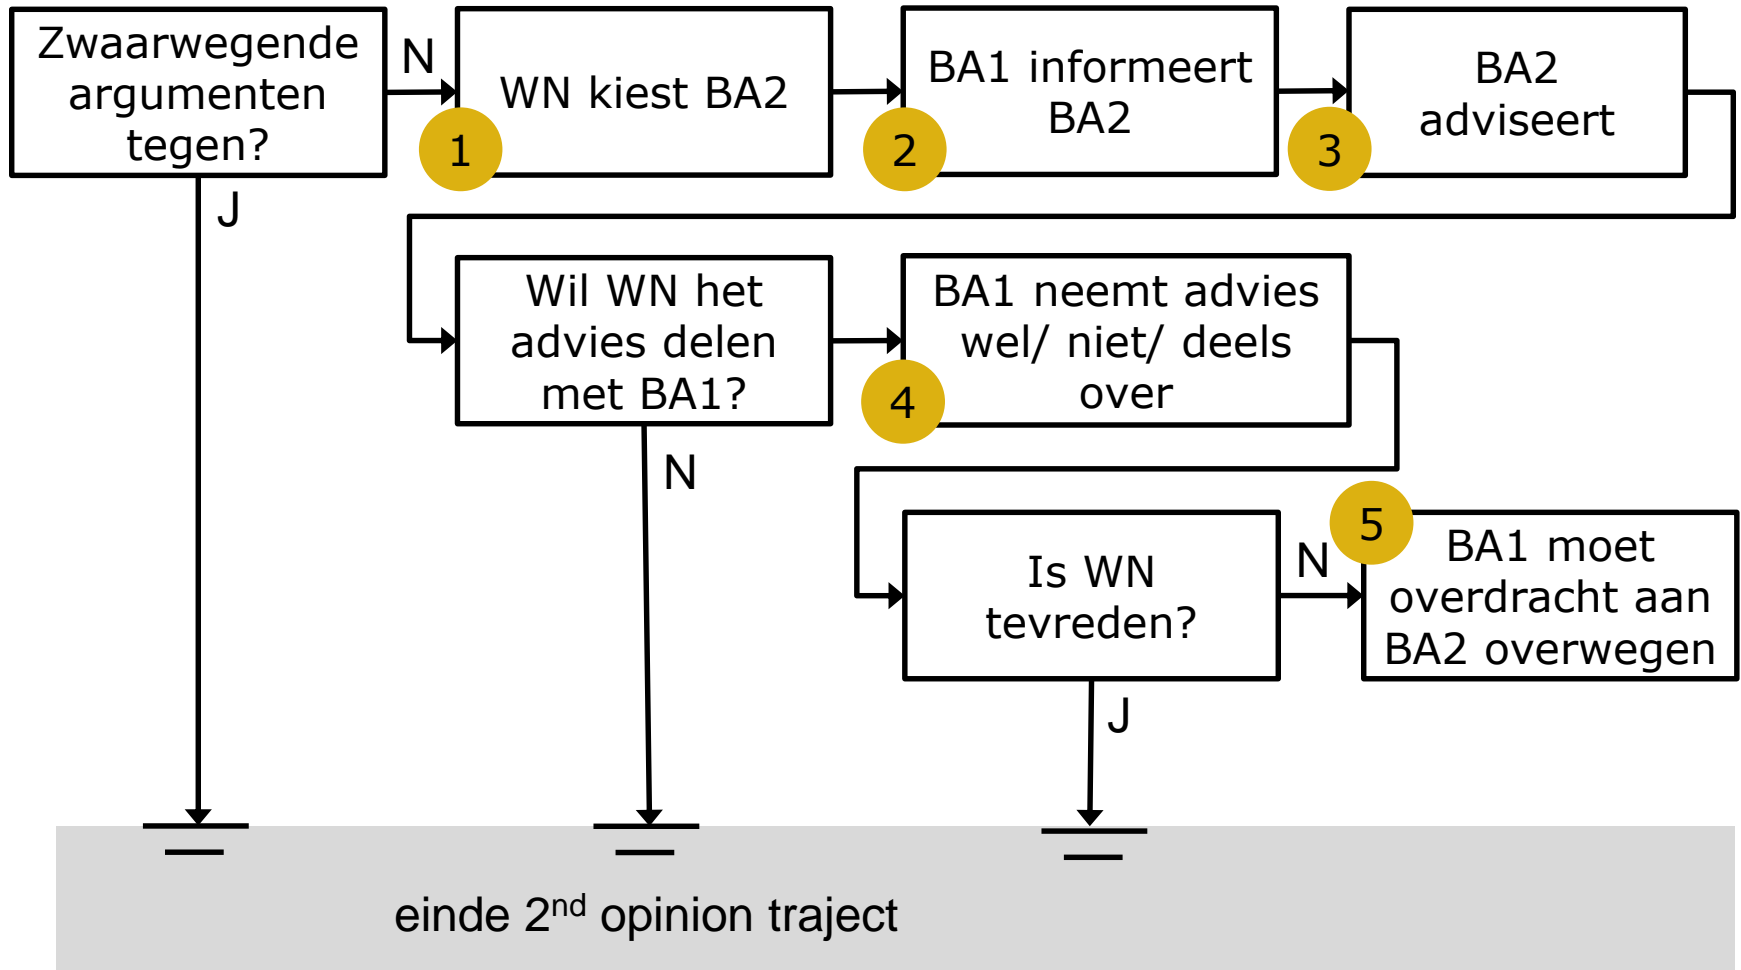 Zwaarwegende
argumenten
tegen?
N
WN kiest BA2
1
BA1 informeert
BA2
2
BA2
adviseert
3
J
Wil WN het
advies delen
met BA1?
BA1 neemt advies
wel/ niet/ deels
over
4
N
Is WN
tevreden?
N
5
BA1 moet
overdracht aan
BA2 overwegen
J
einde 2nd opinion traject